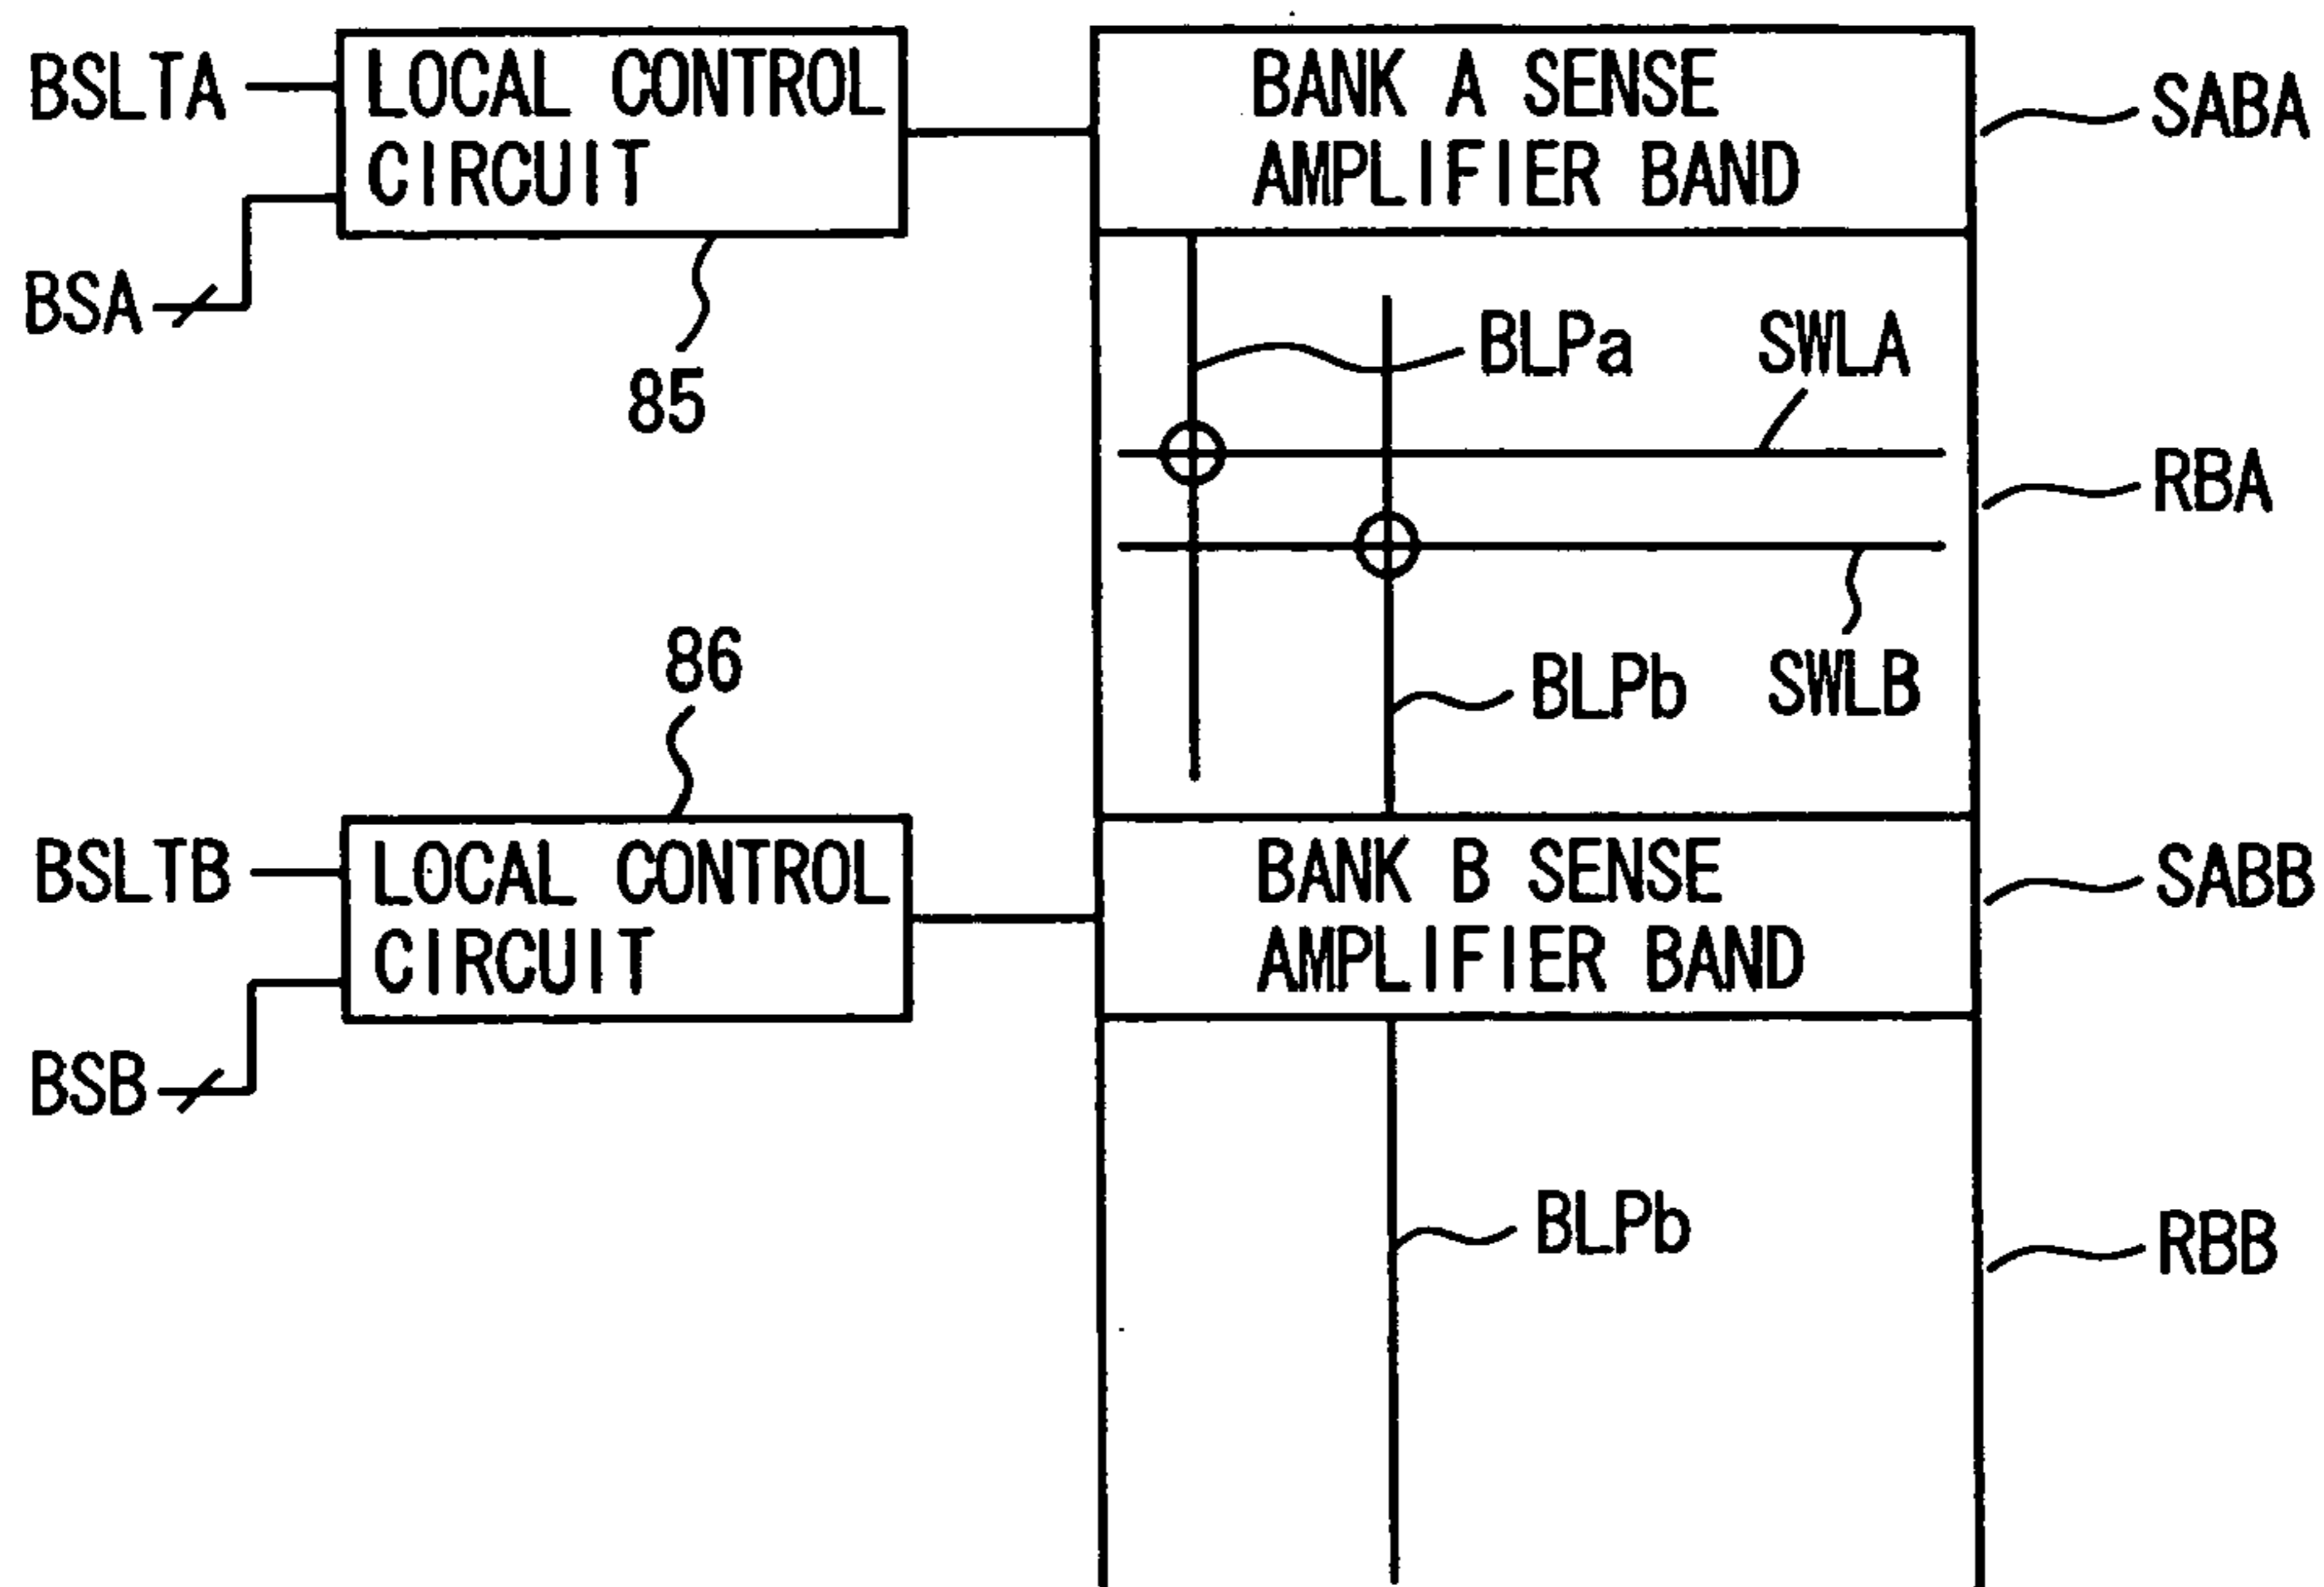 BSLTA
LOCAL CONTROL
CIRCUIT
BSA
85
BANK A SENSE
AMPLIFIER BAND
SABA
BLPa
SWLA
RBA
BLPb
SWLB
86
BSLTB
LOCAL CONTROL
CIRCUIT
BSB
BANK B SENSE
AMPLIFIER BAND
SABB
BLPb
RBB